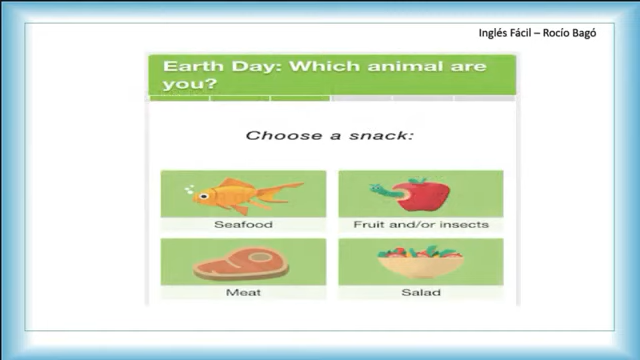 Inglés Fácil – Rocío Bagó
Earth Day: Which animal are
you?
Choose a snack:
Seafood
Fruit and/or insects
Meat
Salad